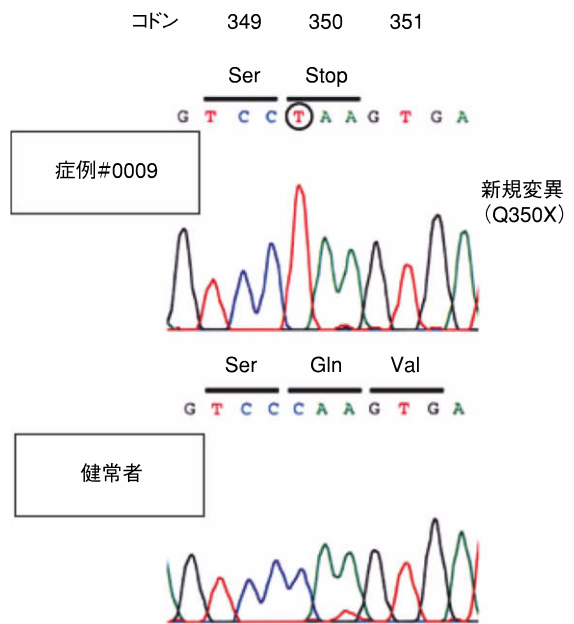 コドン 349 350 351
Ser Stop
G T C C T A A G T G A
症例#0009
新規変異
（Q350X）
Ser Gln Val
G T C C C A A G T G A
健常者